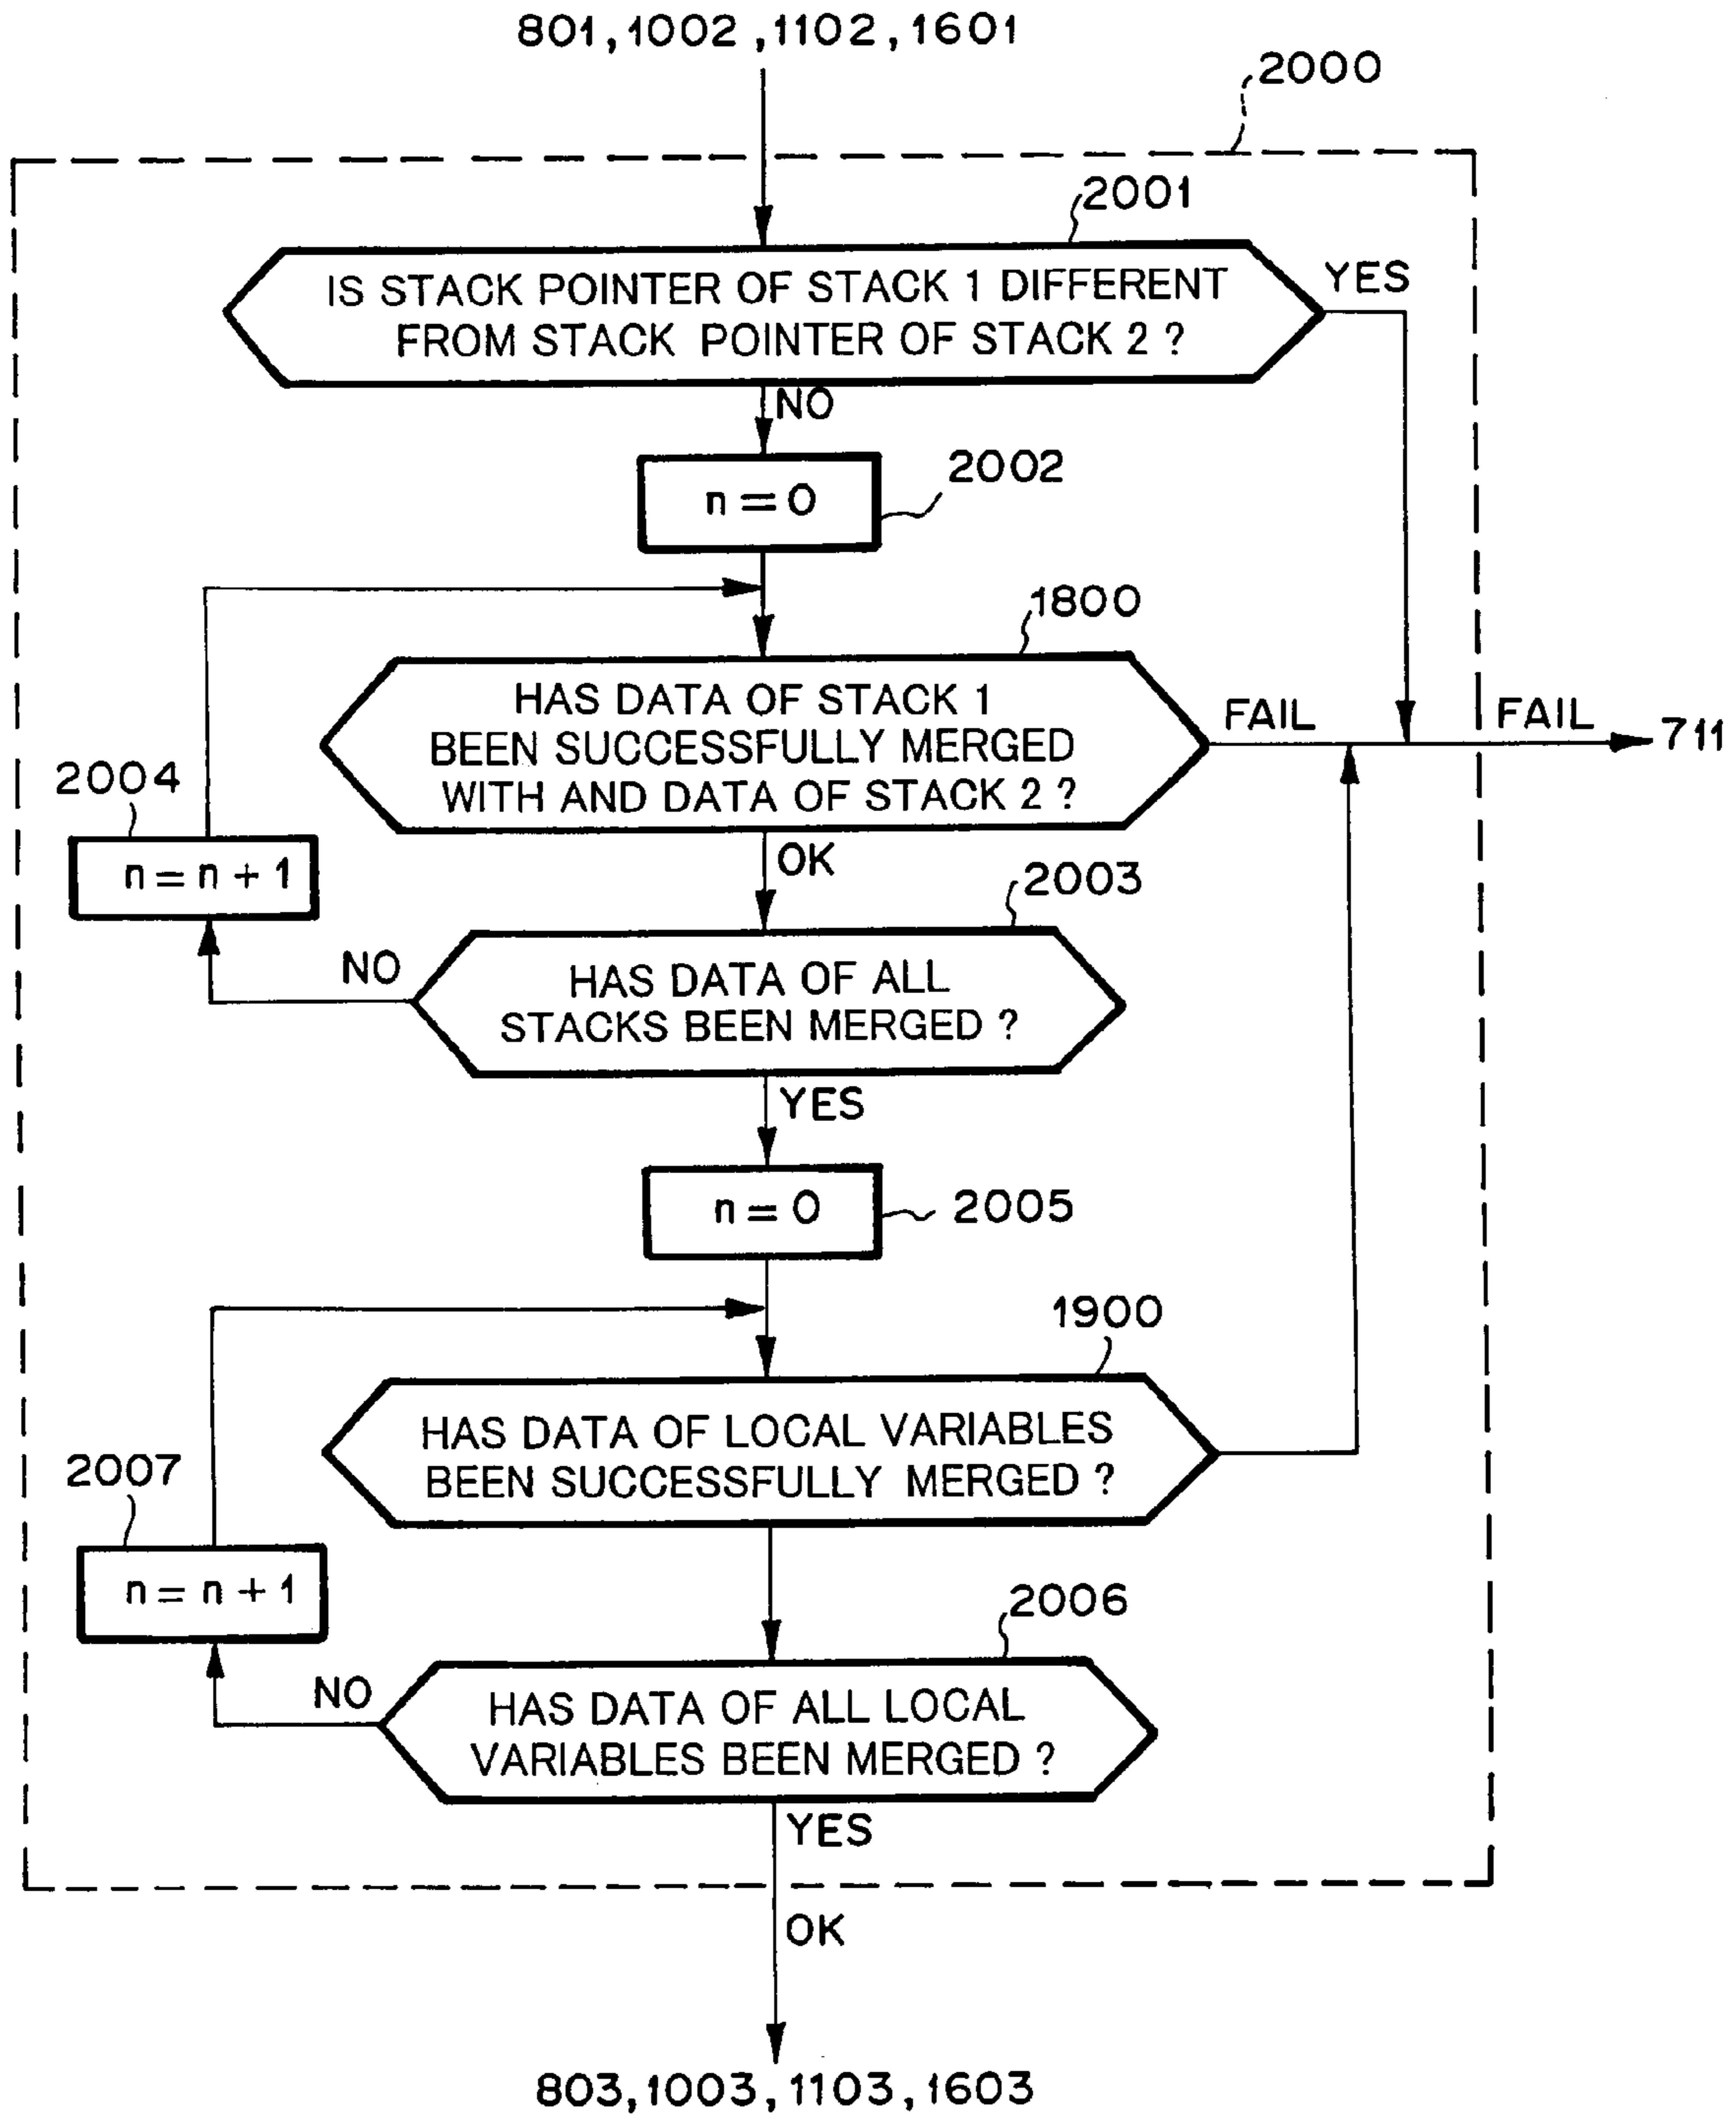 801,1002,1102,1601
2000
2001
IS STACK POINTER OF STACK 1 DIFFERENT
FROM STACK POINTER OF STACK 2 ?
YES
NO
2002
n = 0
1800
HAS DATA OF STACK 1
BEEN SUCCESSFULLY MERGED
WITH AND DATA OF STACK 2 ?
FAIL
FAIL
711
2004
n = n + 1
OK
2003
NO
HAS DATA OF ALL
STACKS BEEN MERGED ?
YES
n = 0
2005
1900
HAS DATA OF LOCAL VARIABLES
BEEN SUCCESSFULLY MERGED ?
2007
n = n + 1
2006
NO
HAS DATA OF ALL LOCAL
VARIABLES BEEN MERGED ?
YES
OK
803,1003,1103,1603